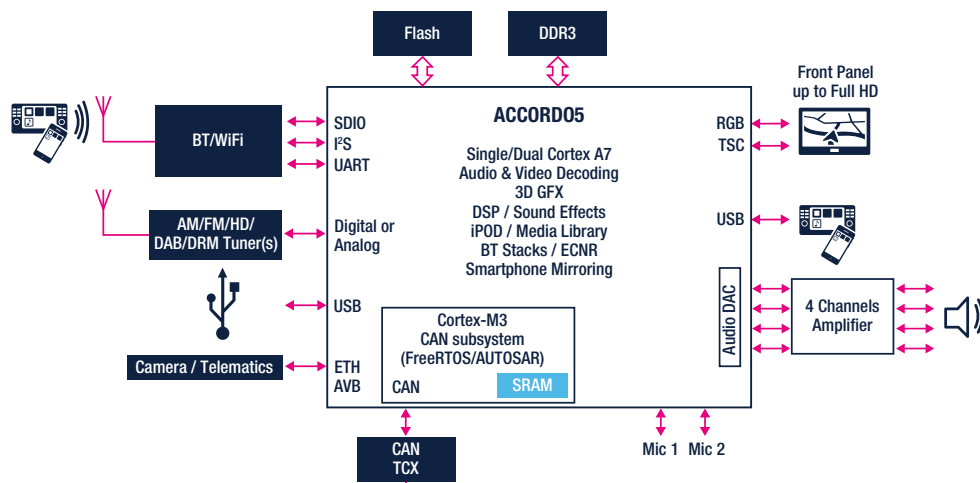 Flash
DDR3
Front Panel
up to Full HD
BT/WiFi
SDIO
I²S
UART
ACCORDO5
Single/Dual Cortex A7
Audio & Video Decoding
3D GFX
DSP / Sound Effects
iPOD / Media Library
BT Stacks / ECNR
Smartphone Mirroring
RGB
TSC
AM/FM/HD/
DAB/DRM Tuner(s)
Digital or
Analog
USB
USB
Cortex-M3
CAN subsystem
(FreeRTOS/AUTOSAR)
CAN
SRAM
Audio DAC
4 Channels
Amplifier
Camera / Telematics
ETH
AVB
CAN
TCX
Mic 1
Mic 2